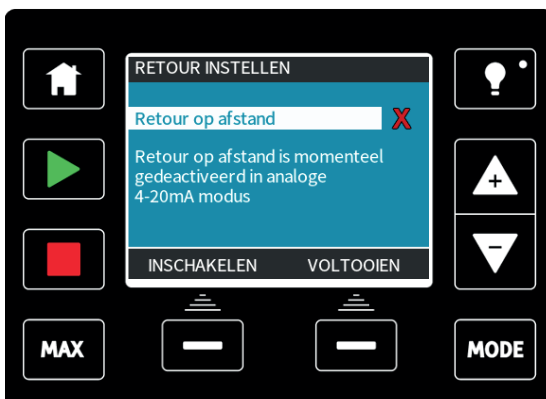 RETOUR INSTELLEN
Retour op afstand X
Retour op afstand is momenteel
gedeactiveerd in analoge
4-20mA modus
INSCHAKELEN VOLTOOIEN
+
−
MAX
MODE